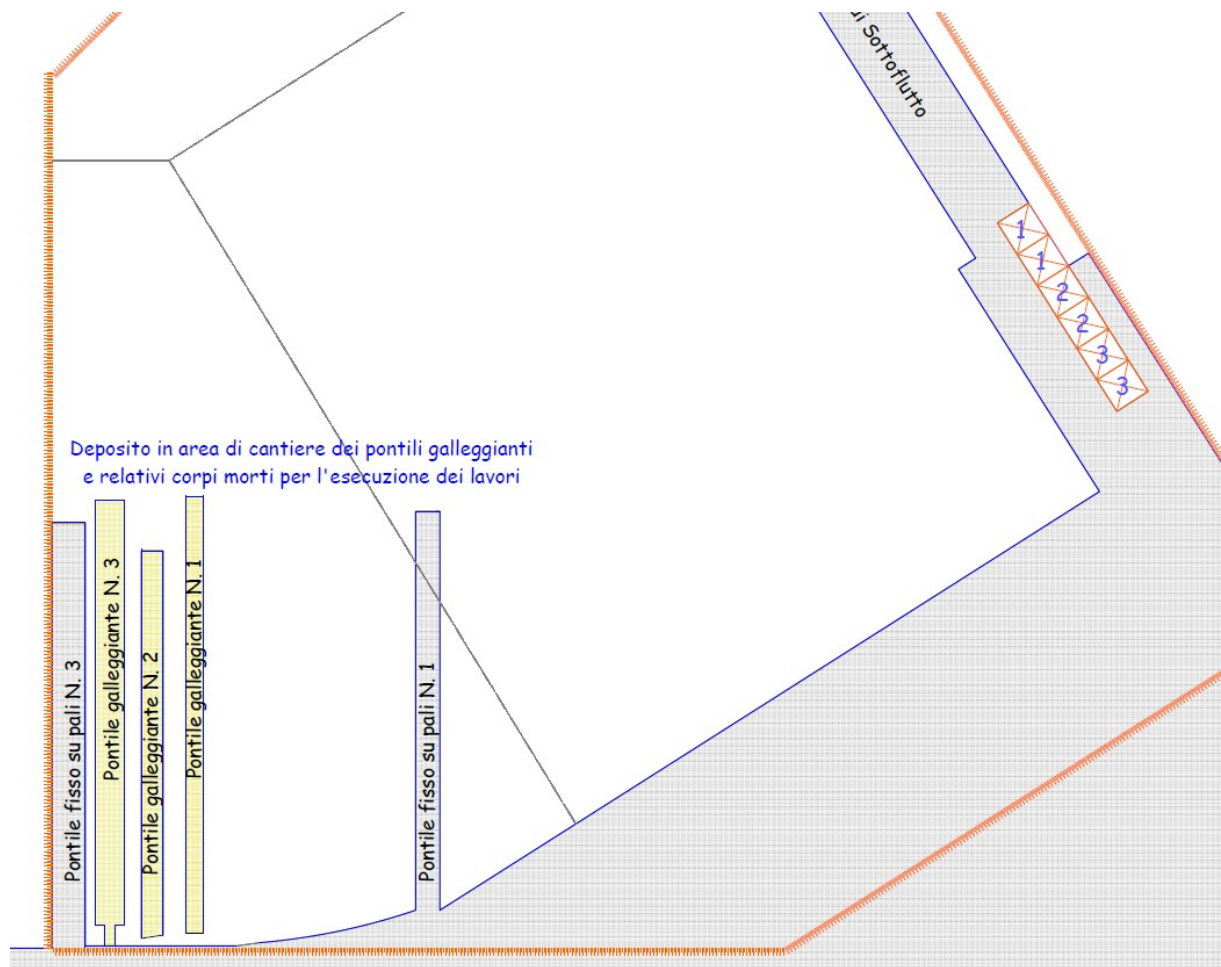 di Sottoflutto
1
1
2
2
3
3
Deposito in area di cantiere dei pontili galleggianti
e relativi corpi morti per l'esecuzione dei lavori
Pontile fisso su pali N. 3
Pontile galleggiante N. 3
Pontile galleggiante N. 2
Pontile galleggiante N. 1
Pontile fisso su pali N. 1